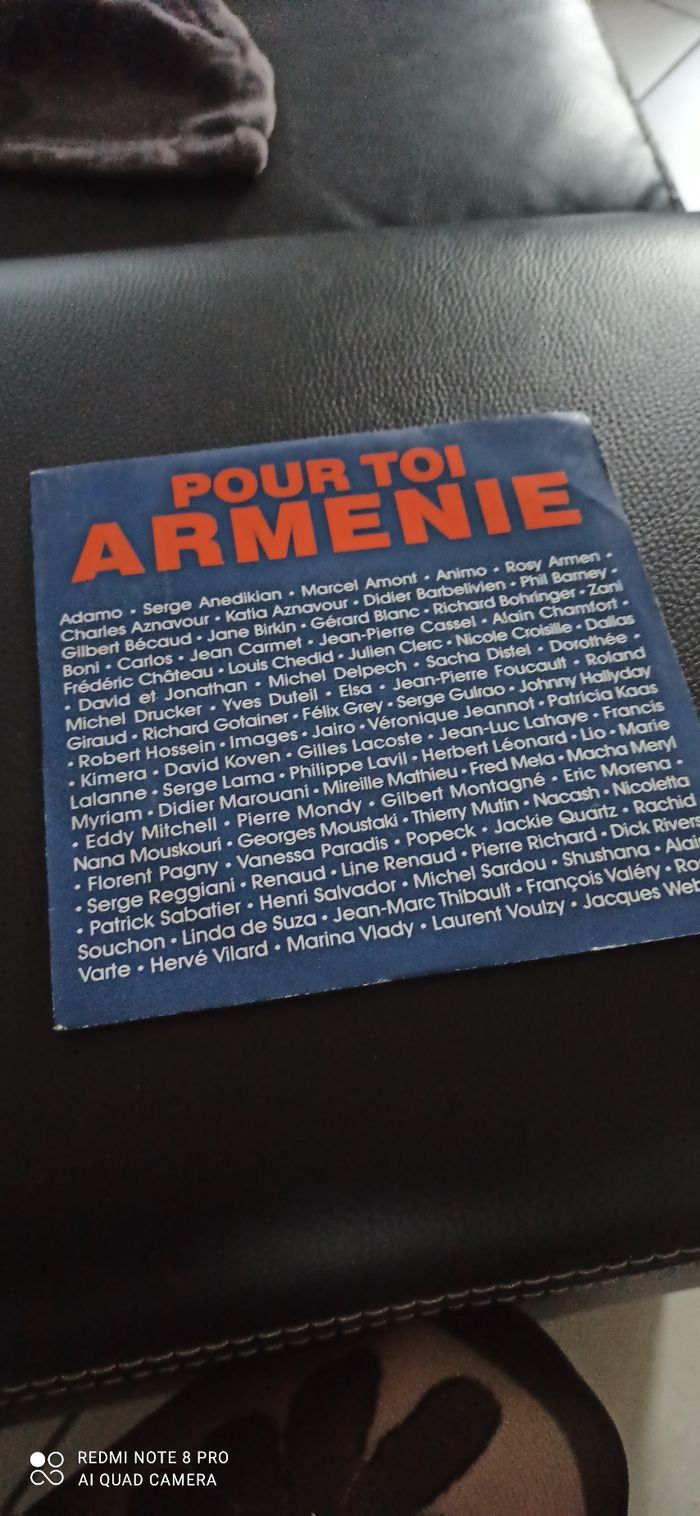 POUR TOI
ARMENIE
Adamo • Serge Anedikian • Marcel Amont • Animo • Rosy Armen •
Charles Aznavour • Katia Aznavour • Didier Barbelivien • Phil Barney •
Gilbert Bécaud • Jane Birkin • Gérard Blanc • Richard Bohringer • Zani
Boni • Carlos • Jean Carmet • Jean-Pierre Cassel • Alain Chamfort •
Frédéric Château • Louis Chedid • Julien Clerc • Nicole Croisille • Dallas
• David et Jonathan • Michel Delpech • Sacha Distel • Dorothée •
Michel Drucker • Yves Duteil • Elsa • Jean-Pierre Foucault • Roland
Giraud • Richard Gotainer • Félix Grey • Serge Gulrao • Johnny Hallyday
• Robert Hossein • Images • Jairo • Véronique Jeannot • Patricia Kaas
• Kimera • David Koven • Gilles Lacoste • Jean-Luc Lahaye • Francis
Lalanne • Serge Lama • Philippe Lavil • Herbert Léonard • Lio • Marie
Myriam • Didier Marouani • Mireille Mathieu • Fred Mela • Macha Meryl
• Eddy Mitchell • Pierre Mondy • Gilbert Montagné • Eric Morena •
Nana Mouskouri • Georges Moustaki • Thierry Mutin • Nacash • Nicoletta
• Florent Pagny • Vanessa Paradis • Popeck • Jackie Quartz • Rachid
• Serge Reggiani • Renaud • Line Renaud • Pierre Richard • Dick Rivers
• Patrick Sabatier • Henri Salvador • Michel Sardou • Shushana • Alai
Souchon • Linda de Suza • Jean-Marc Thibault • François Valéry •
Varte • Hervé Vilard • Marina Vlady • Laurent Voulzy • Jacques
REDMI NOTE 8 PRO
AI QUAD CAMERA